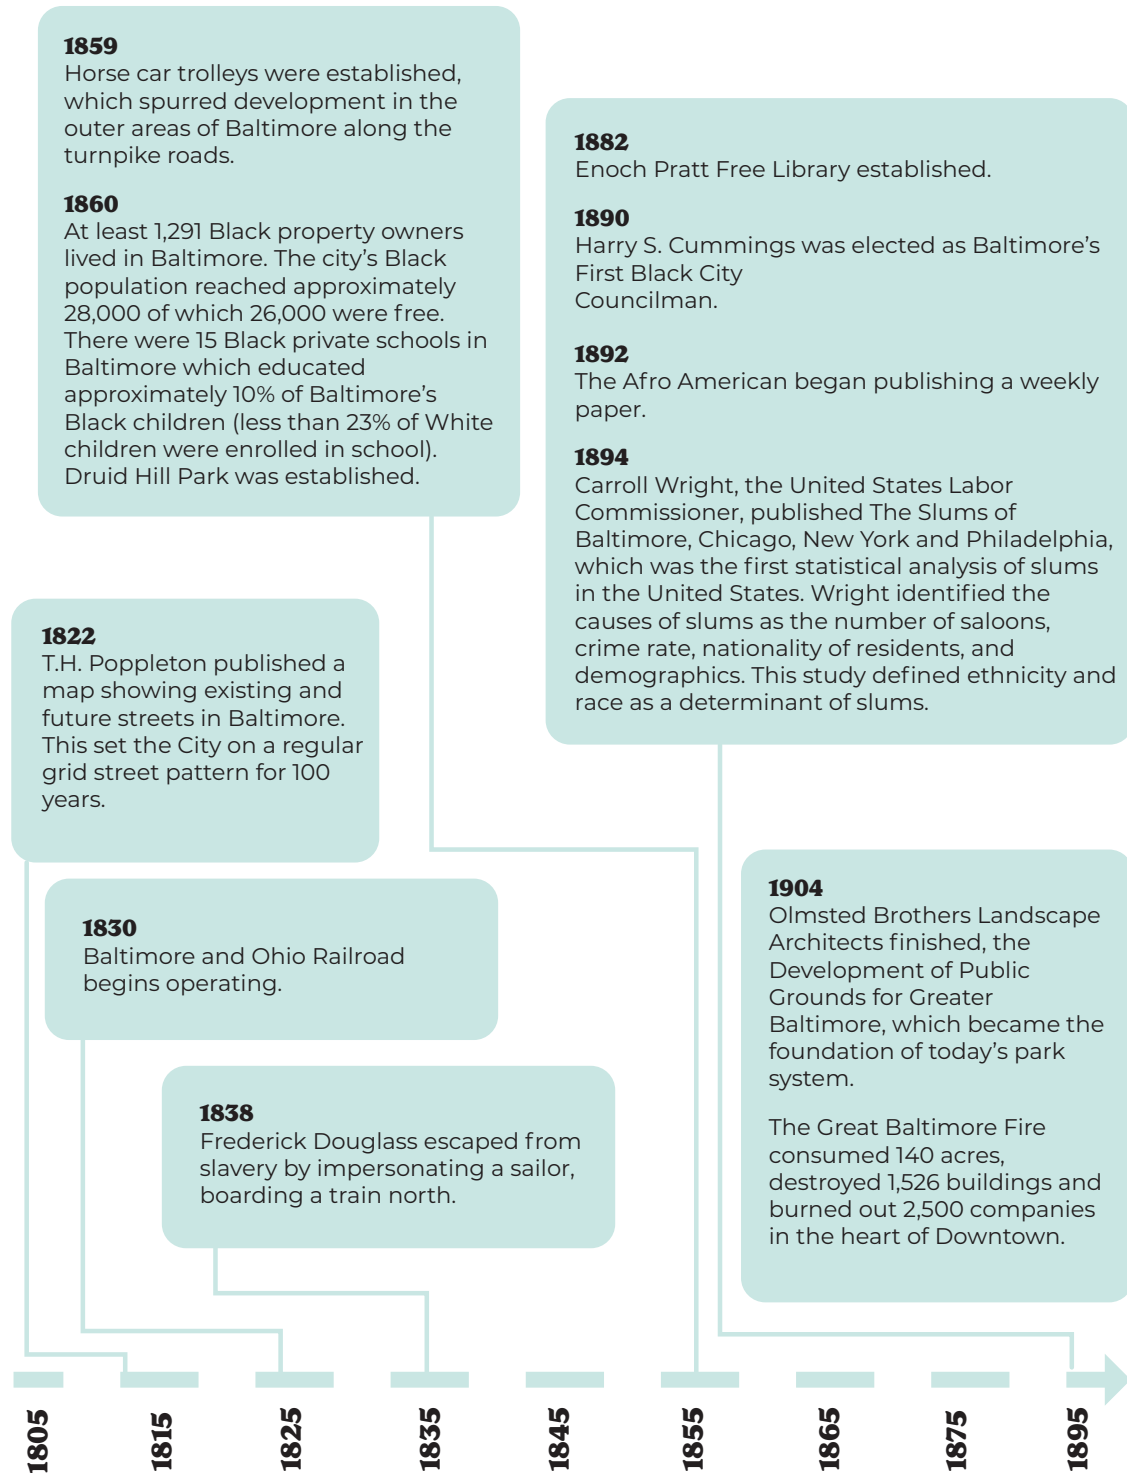 1859
Horse car trolleys were established,
which spurred development in the
outer areas of Baltimore along the
turnpike roads.
1860
At least 1,291 Black property owners
lived in Baltimore. The city’s Black
population reached approximately
28,000 of which 26,000 were free.
There were 15 Black private schools in
Baltimore which educated
approximately 10% of Baltimore’s
Black children (less than 23% of White
children were enrolled in school).
Druid Hill Park was established.
1882
Enoch Pratt Free Library established.
1890
Harry S. Cummings was elected as Baltimore’s
First Black City
Councilman.
1892
The Afro American began publishing a weekly
paper.
1894
Carroll Wright, the United States Labor
Commissioner, published The Slums of
Baltimore, Chicago, New York and Philadelphia,
which was the first statistical analysis of slums
in the United States. Wright identified the
causes of slums as the number of saloons,
crime rate, nationality of residents, and
demographics. This study defined ethnicity and
race as a determinant of slums.
1822
T.H. Poppleton published a
map showing existing and
future streets in Baltimore.
This set the City on a regular
grid street pattern for 100
years.
1830
Baltimore and Ohio Railroad
begins operating.
1838
Frederick Douglass escaped from
slavery by impersonating a sailor,
boarding a train north.
1904
Olmsted Brothers Landscape
Architects finished, the
Development of Public
Grounds for Greater
Baltimore, which became the
foundation of today’s park
system.
The Great Baltimore Fire
consumed 140 acres,
destroyed 1,526 buildings and
burned out 2,500 companies
in the heart of Downtown.
1805
1815
1825
1835
1845
1855
1865
1875
1895